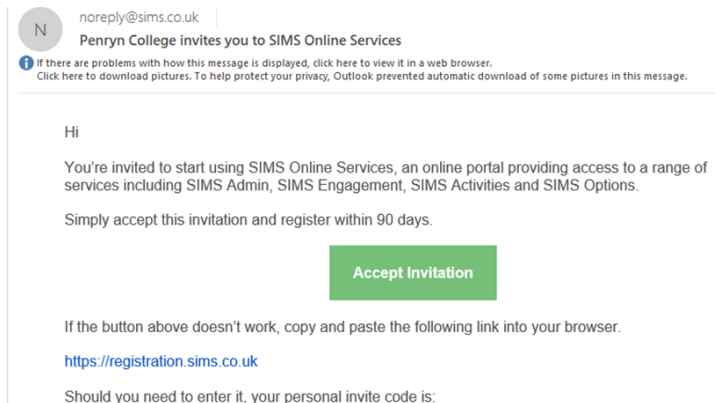 N
noreply@sims.co.uk
Penryn College invites you to SIMS Online Services
i If there are problems with how this message is displayed, click here to view it in a web browser.
Click here to download pictures. To help protect your privacy, Outlook prevented automatic download of some pictures in this message.
Hi
You're invited to start using SIMS Online Services, an online portal providing access to a range of
services including SIMS Admin, SIMS Engagement, SIMS Activities and SIMS Options.
Simply accept this invitation and register within 90 days.
Accept Invitation
If the button above doesn't work, copy and paste the following link into your browser.
https://registration.sims.co.uk
Should you need to enter it, your personal invite code is: